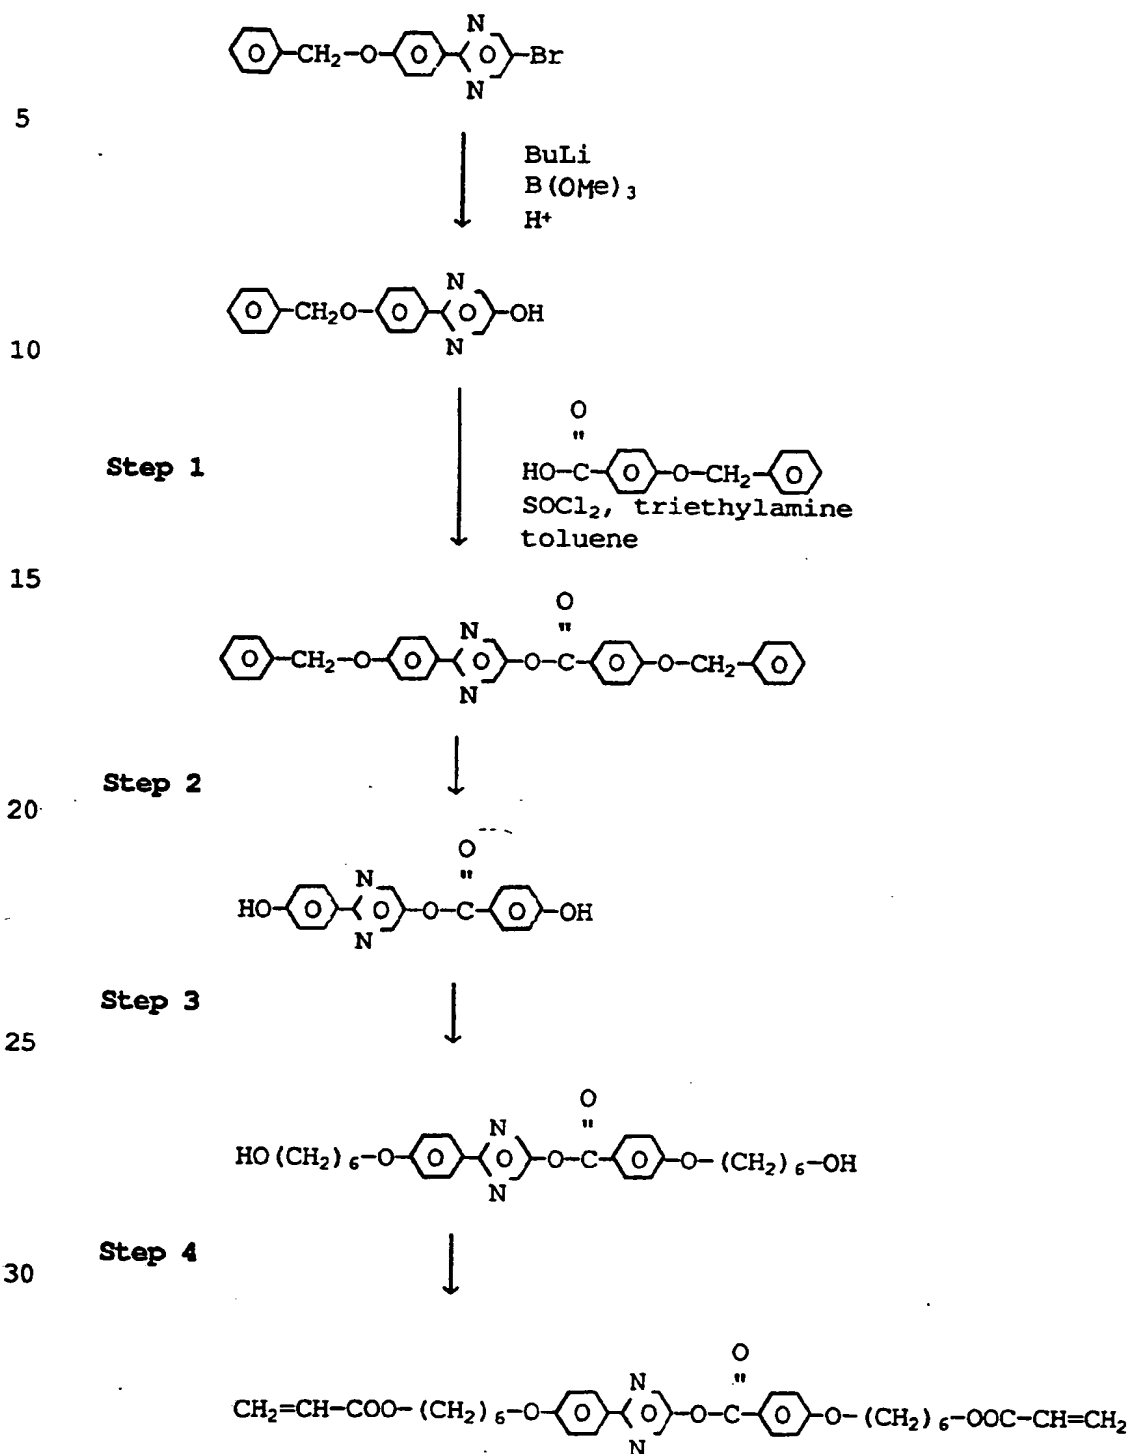 N
O-CH2-O-O-O-Br
N
5
BuLi
B(OMe)3
H+
N
O-CH2O-O-O-OH
N
10
O
"
Step 1
HO-C-O-O-CH2-O
SOCl2, triethylamine
toluene
15
O
N "
O-CH2-O-O-O-O-C-O-O-CH2-O
N
Step 2
20
O
N "
HO-O-O-O-C-O-OH
N
Step 3
25
O
N "
HO(CH2)6-O-O-O-O-C-O-O-(CH2)6-OH
N
Step 4
30
O
N "
CH2=CH-COO-(CH2)6-O-O-O-O-C-O-O-(CH2)6-OOC-CH=CH2
N